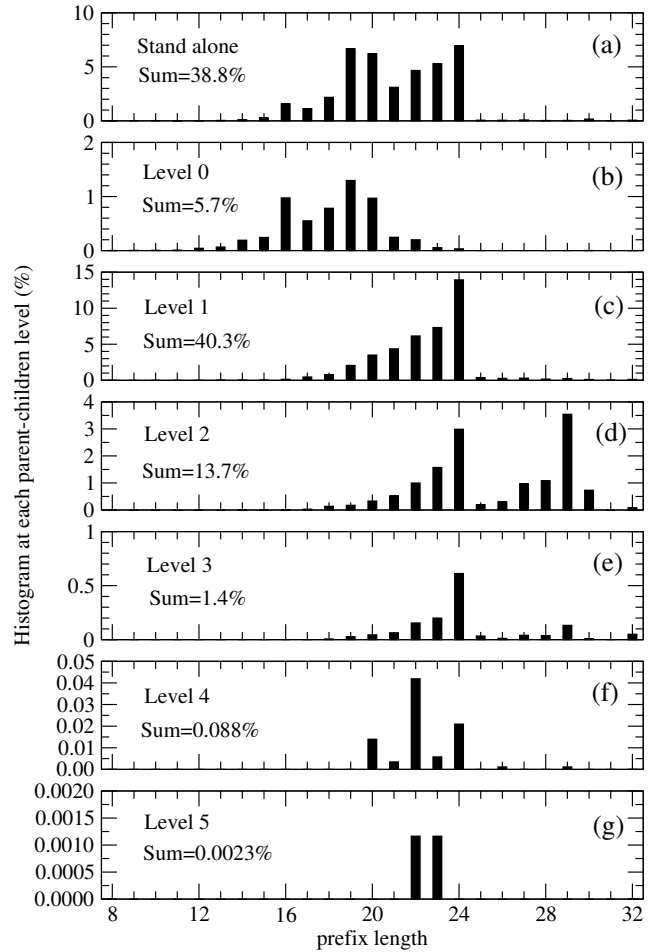 Histogram at each parent-children level (%)
10
5
0
Stand alone
Sum=38.8%
(a)
2
1
0
Level 0
Sum=5.7%
(b)
15
10
5
0
Level 1
Sum=40.3%
(c)
4
3
2
1
0
Level 2
Sum=13.7%
(d)
1
0.5
0
Level 3
Sum=1.4%
(e)
0.05
0.04
0.03
0.02
0.01
0.00
Level 4
Sum=0.088%
(f)
0.0020
0.0015
0.0010
0.0005
0.0000
Level 5
Sum=0.0023%
(g)
8 12 16 20 24 28 32
prefix length